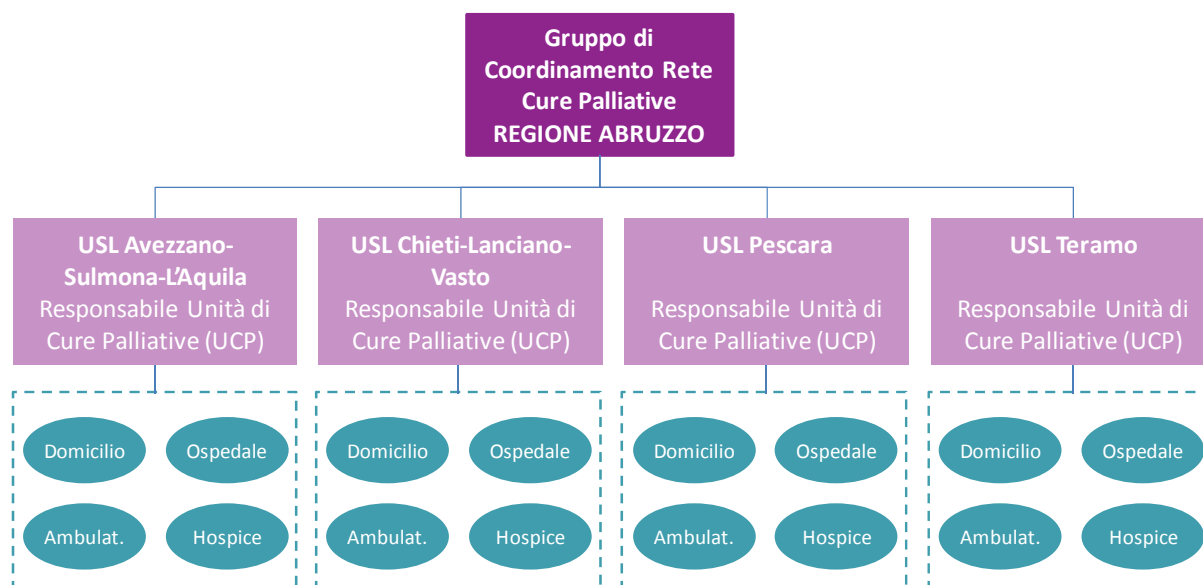 Gruppo di
Coordinamento Rete
Cure Palliative
REGIONE ABRUZZO
USL Avezzano-
Sulmona-L'Aquila
Responsabile Unità di
Cure Palliative (UCP)
USL Chieti-Lanciano-
Vasto
Responsabile Unità di
Cure Palliative (UCP)
USL Pescara
Responsabile Unità di
Cure Palliative (UCP)
USL Teramo
Responsabile Unità di
Cure Palliative (UCP)
Domicilio
Ospedale
Ambulat.
Hospice
Domicilio
Ospedale
Ambulat.
Hospice
Domicilio
Ospedale
Ambulat.
Hospice
Domicilio
Ospedale
Ambulat.
Hospice